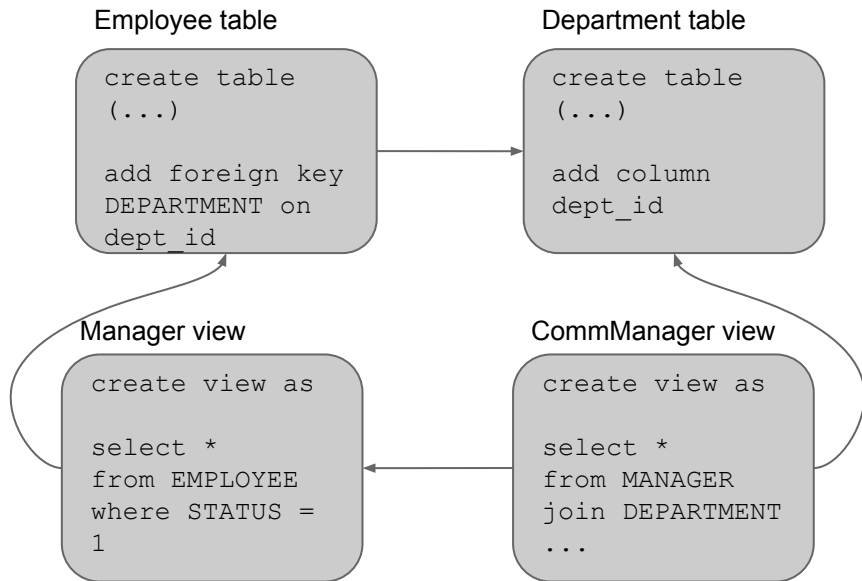 Employee table
create table
(...)
add foreign key
DEPARTMENT on
dept_id
Department table
create table
(...)
add column
dept_id
Manager view
create view as
select *
from EMPLOYEE
where STATUS =
1
CommManager view
create view as
select *
from MANAGER
join DEPARTMENT
...